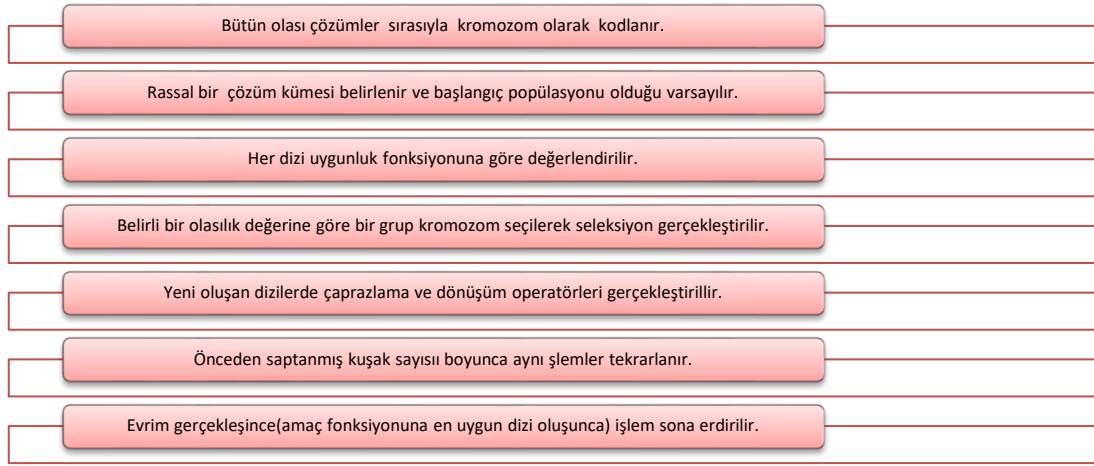 Bütün olası çözümler sırasıyla kromozom olarak kodlanır.
Rassal bir çözüm kümesi belirlenir ve başlangıç popülasyonu olduğu varsayılır.
Her dizi uygunluk fonksiyonuna göre değerlendirilir.
Belirli bir olasılık değerine göre bir grup kromozom seçilerek seleksiyon gerçekleştirilir.
Yeni oluşan dizilerde çaprazlama ve dönüşüm operatörleri gerçekleştirillir.
Önceden saptanmış kuşak sayısıı boyunca aynı şlemler tekrarlanır.
Evrim gerçekleşince(amaç fonksiyonuna en uygun dizi oluşunca) işlem sona erdirilir.